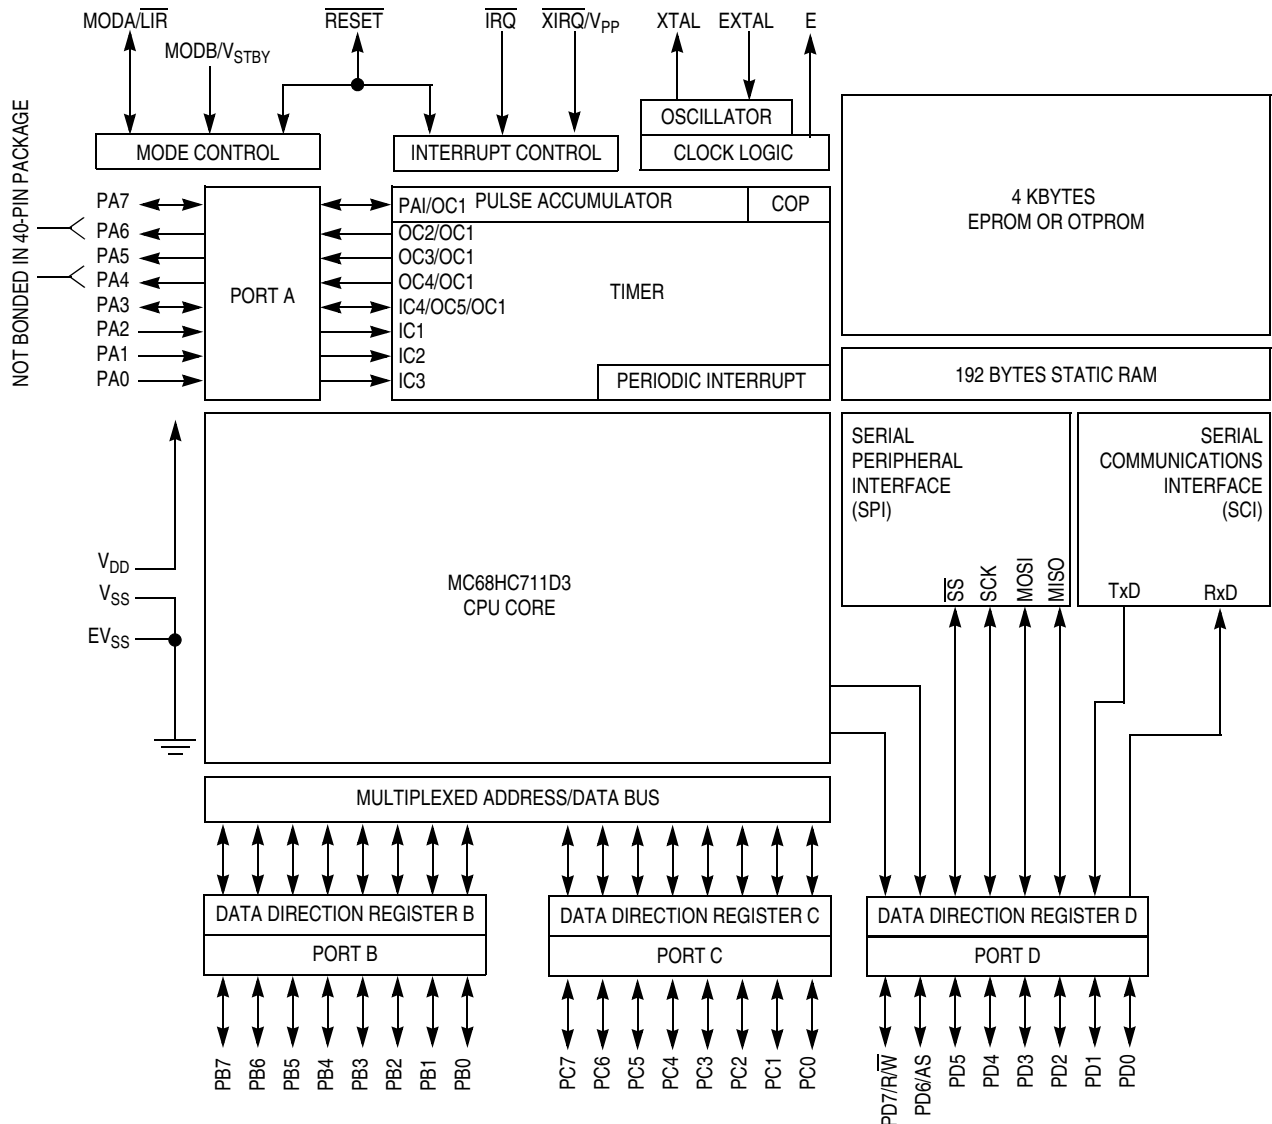 MODA/L̅I̅R̅
R̅E̅S̅E̅T̅
I̅R̅Q̅
X̅I̅R̅Q̅/VPP
XTAL
EXTAL
E
MODB/VSTBY
OSCILLATOR
MODE CONTROL
INTERRUPT CONTROL
CLOCK LOGIC
NOT BONDED IN 40-PIN PACKAGE
PA7
PA6
PA5
PA4
PA3
PA2
PA1
PA0
PORT A
PAI/OC1
PULSE ACCUMULATOR
COP
OC2/OC1
OC3/OC1
OC4/OC1
IC4/OC5/OC1
IC1
IC2
IC3
TIMER
PERIODIC INTERRUPT
4 KBYTES
EPROM OR OTPROM
192 BYTES STATIC RAM
VDD
VSS
EVSS
MC68HC711D3
CPU CORE
SERIAL
PERIPHERAL
INTERFACE
(SPI)
S̅S̅
SCK
MOSI
MISO
SERIAL
COMMUNICATIONS
INTERFACE
(SCI)
TxD
RxD
MULTIPLEXED ADDRESS/DATA BUS
DATA DIRECTION REGISTER B
PORT B
DATA DIRECTION REGISTER C
PORT C
DATA DIRECTION REGISTER D
PORT D
PB7
PB6
PB5
PB4
PB3
PB2
PB1
PB0
PC7
PC6
PC5
PC4
PC3
PC2
PC1
PC0
PD7/R/W̅
PD6/AS
PD5
PD4
PD3
PD2
PD1
PD0